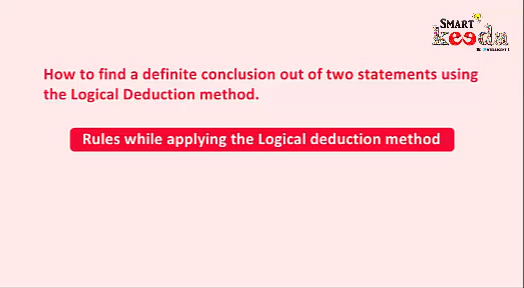 SMART
keeda
How to find a definite conclusion out of two statements using
the Logical Deduction method.
Rules while applying the Logical deduction method